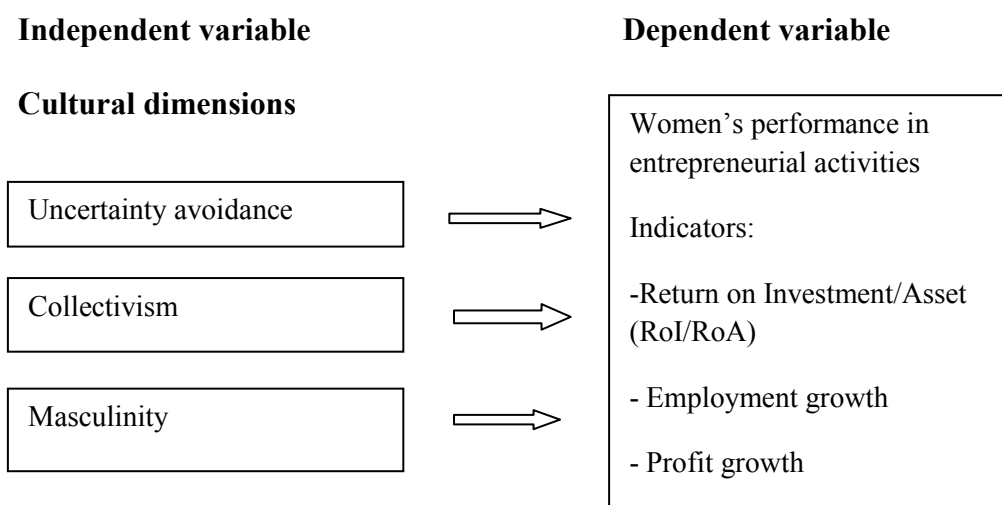 Independent variable
Dependent variable
Cultural dimensions
Uncertainty avoidance
Collectivism
Masculinity
Women’s performance in
entrepreneurial activities
Indicators:
-Return on Investment/Asset
(RoI/RoA)
- Employment growth
- Profit growth